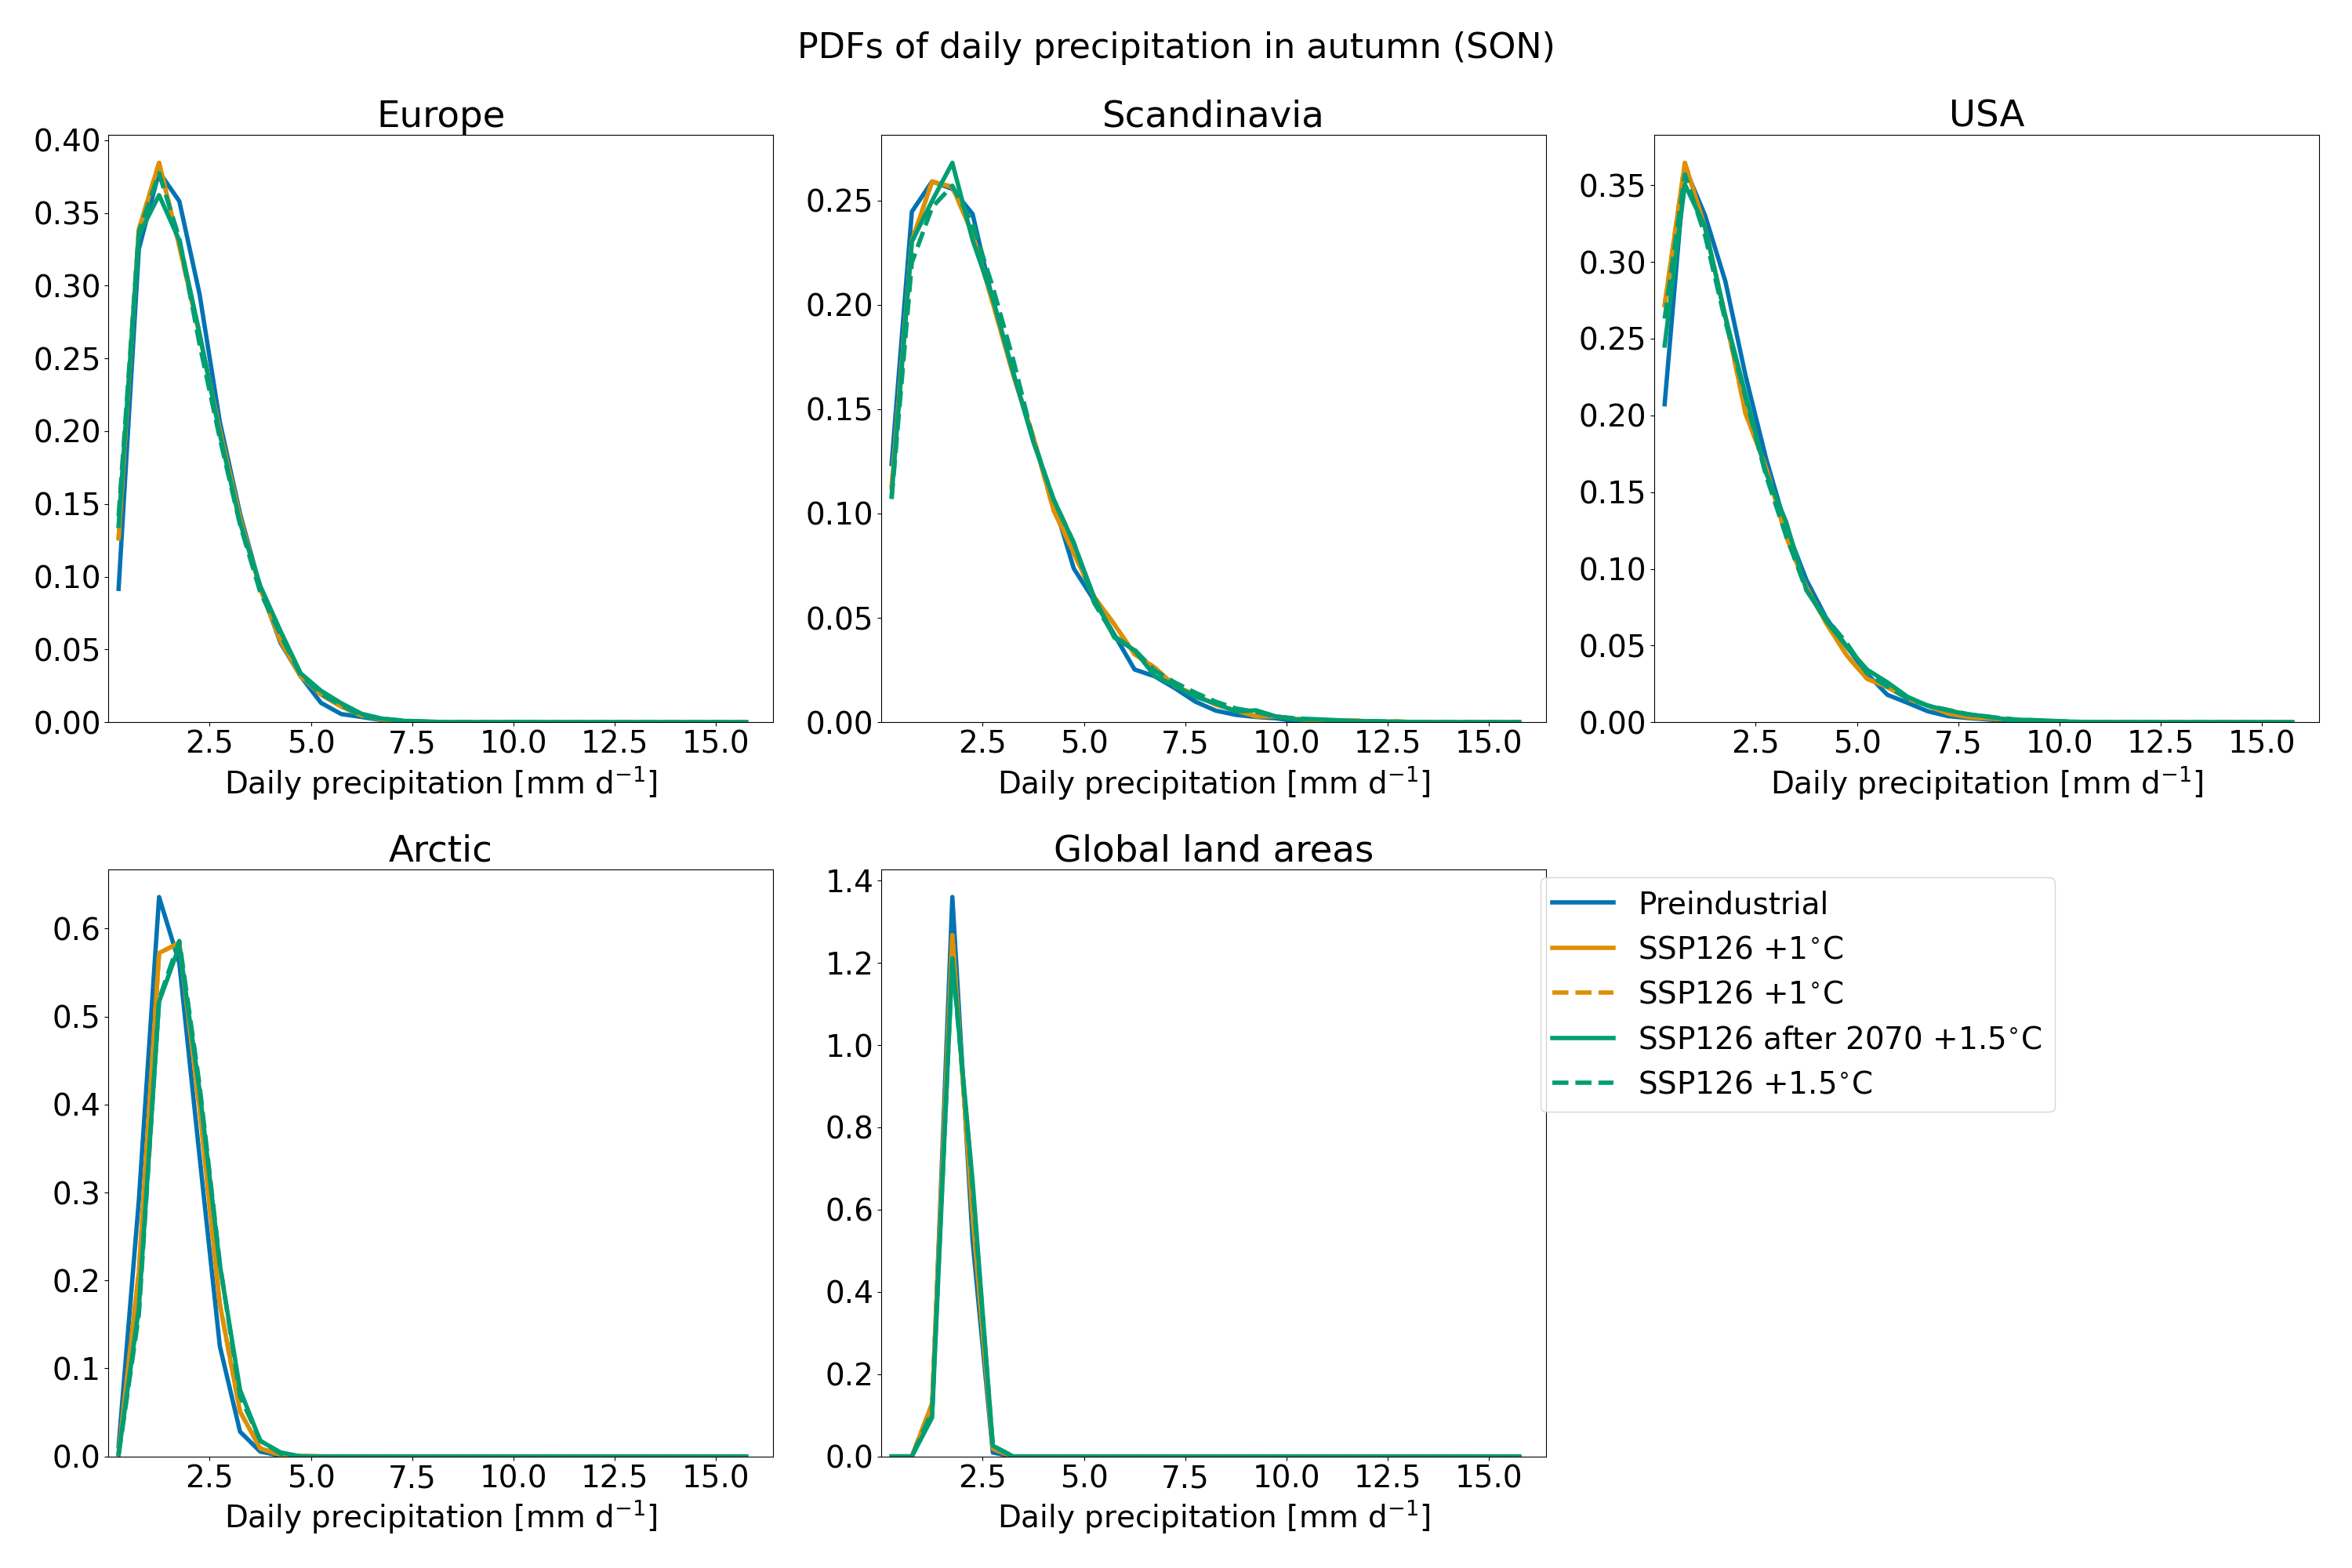 PDFs of daily precipitation in autumn (SON)
Europe
0.40
0.35
0.30
0.25
0.20
0.15
0.10
0.05
0.00
2.5 5.0 7.5 10.0 12.5 15.0
Daily precipitation [mm d⁻¹]
Scandinavia
0.25
0.20
0.15
0.10
0.05
0.00
2.5 5.0 7.5 10.0 12.5 15.0
Daily precipitation [mm d⁻¹]
USA
0.35
0.30
0.25
0.20
0.15
0.10
0.05
0.00
2.5 5.0 7.5 10.0 12.5 15.0
Daily precipitation [mm d⁻¹]
Arctic
0.6
0.5
0.4
0.3
0.2
0.1
0.0
2.5 5.0 7.5 10.0 12.5 15.0
Daily precipitation [mm d⁻¹]
Global land areas
1.4
1.2
1.0
0.8
0.6
0.4
0.2
0.0
2.5 5.0 7.5 10.0 12.5 15.0
Daily precipitation [mm d⁻¹]
Preindustrial
SSP126 +1°C
SSP126 +1°C
SSP126 after 2070 +1.5°C
SSP126 +1.5°C